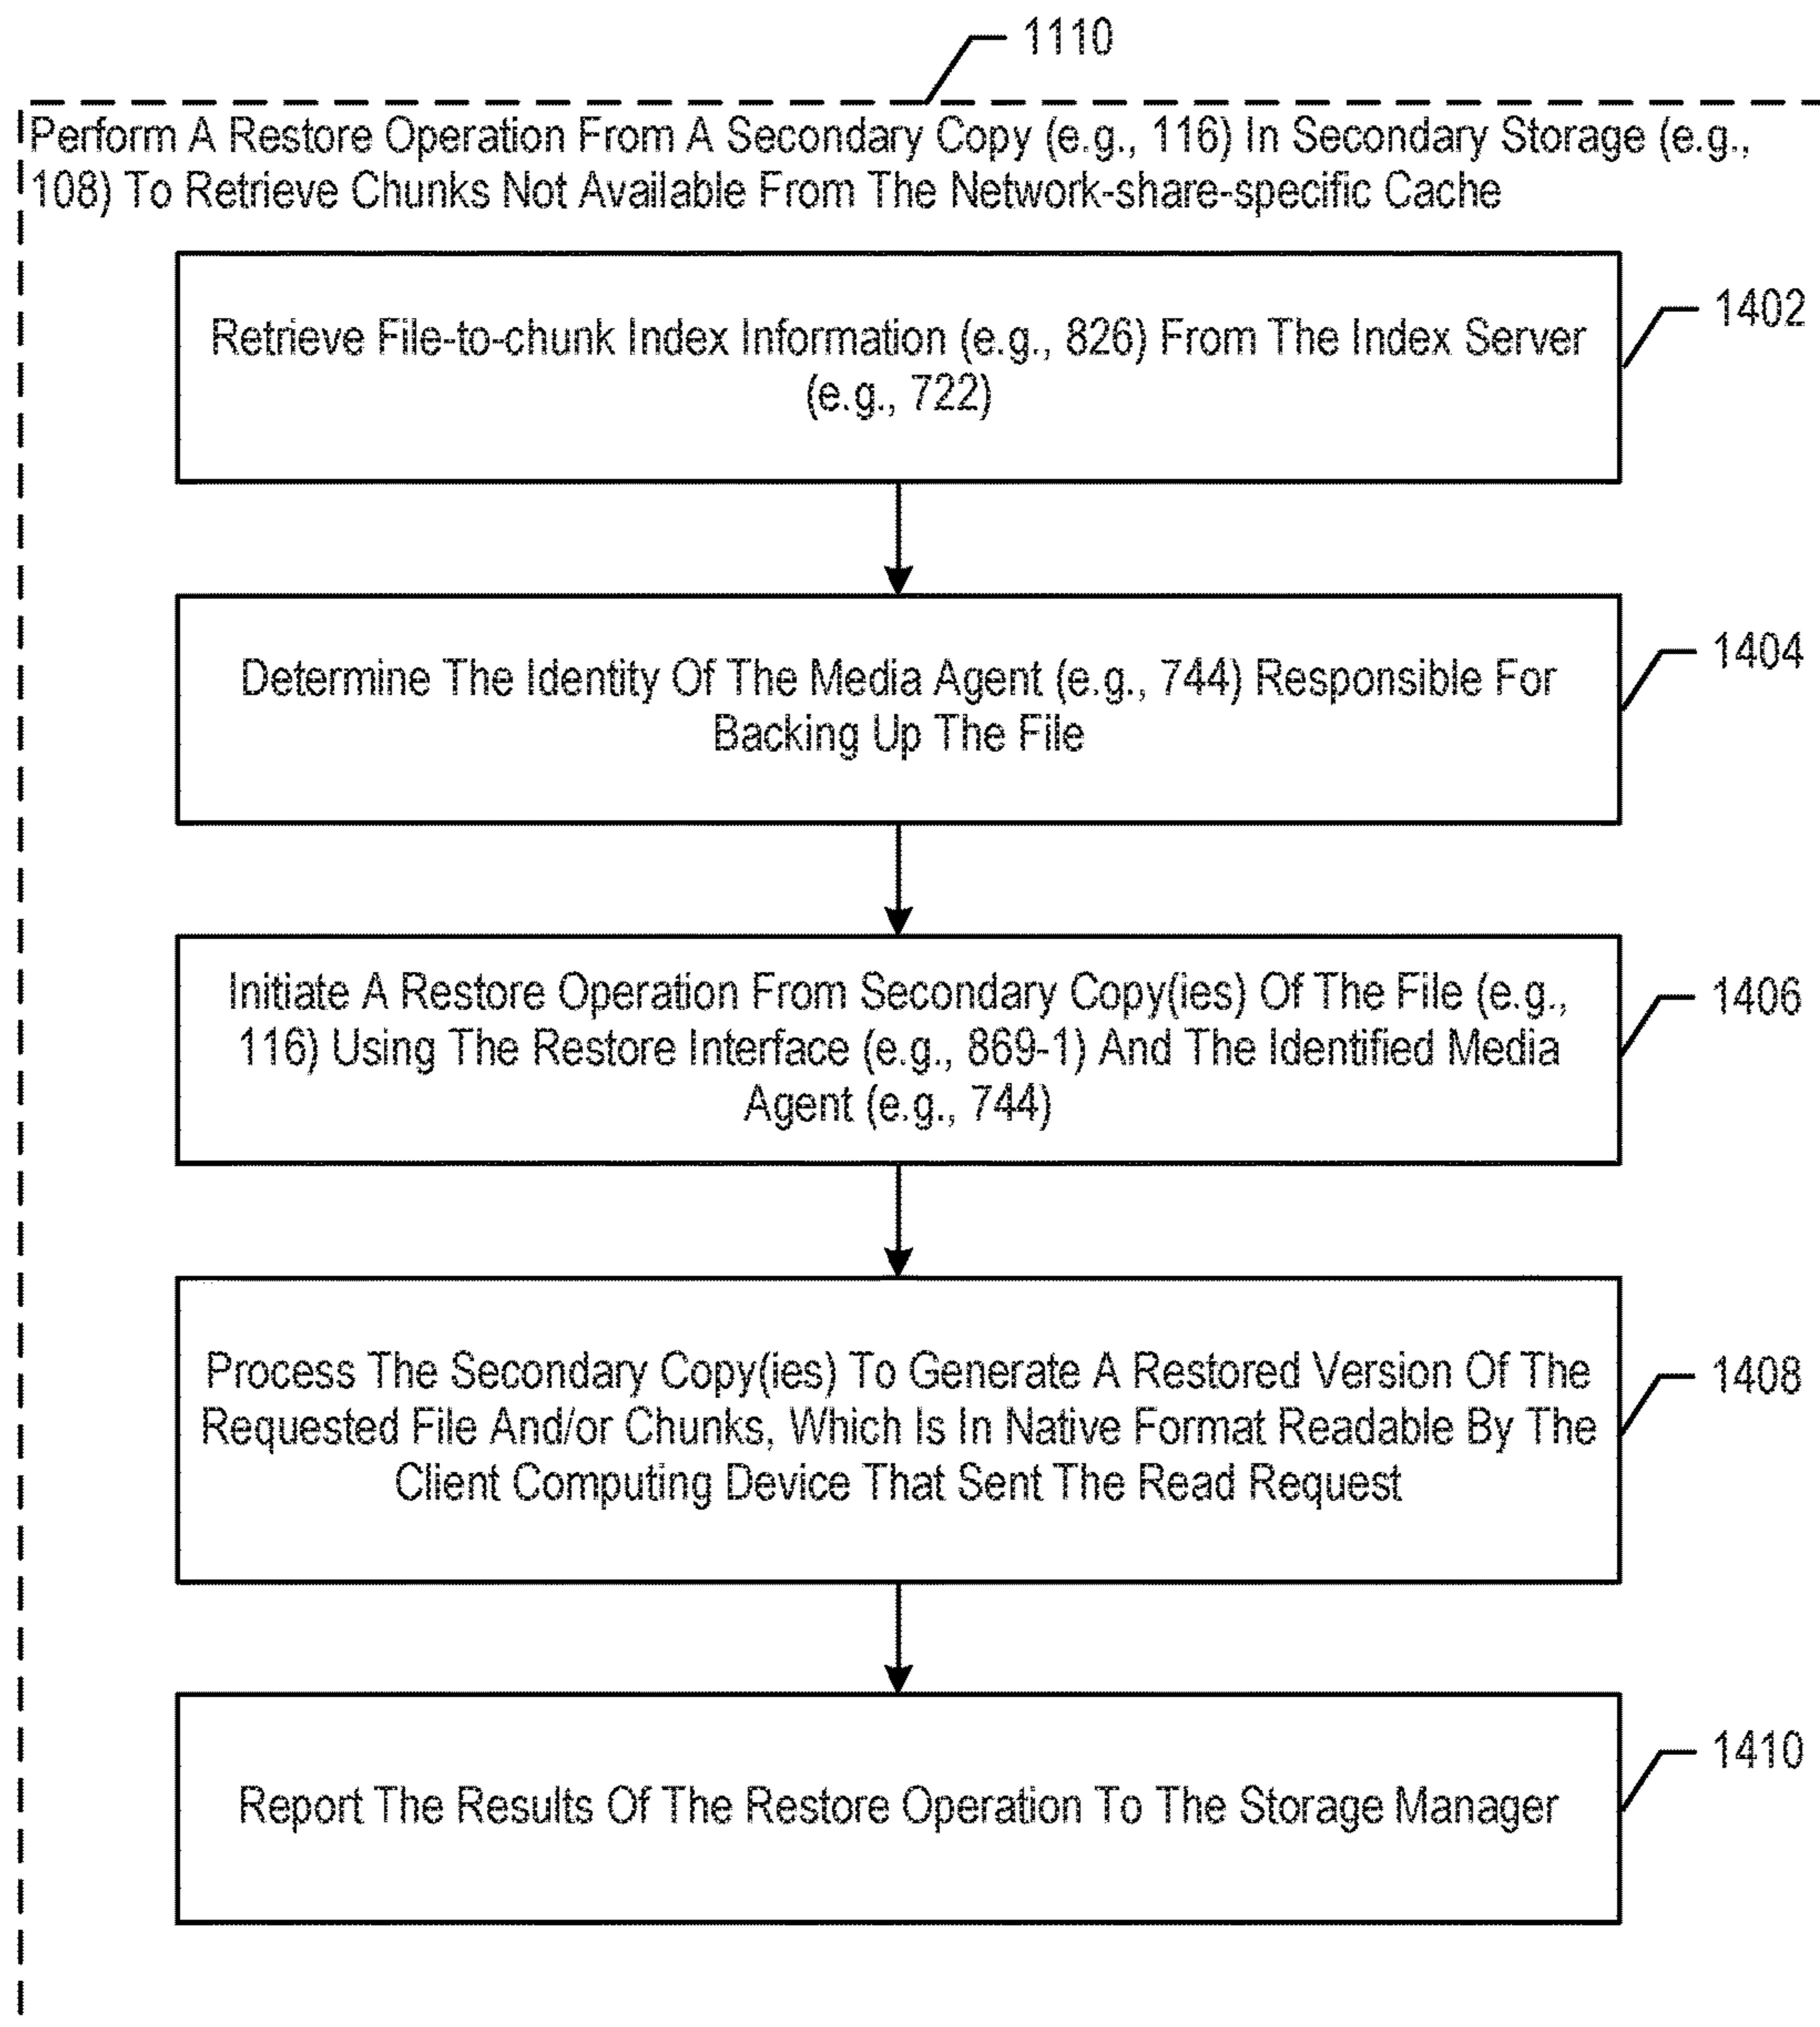 1110
Perform A Restore Operation From A Secondary Copy (e.g., 116) In Secondary Storage (e.g.,
108) To Retrieve Chunks Not Available From The Network-share-specific Cache
Retrieve File-to-chunk Index Information (e.g., 826) From The Index Server
(e.g., 722)
1402
Determine The Identity Of The Media Agent (e.g., 744) Responsible For
Backing Up The File
1404
Initiate A Restore Operation From Secondary Copy(ies) Of The File (e.g.,
116) Using The Restore Interface (e.g., 869-1) And The Identified Media
Agent (e.g., 744)
1406
Process The Secondary Copy(ies) To Generate A Restored Version Of The
Requested File And/or Chunks, Which Is In Native Format Readable By The
Client Computing Device That Sent The Read Request
1408
Report The Results Of The Restore Operation To The Storage Manager
1410